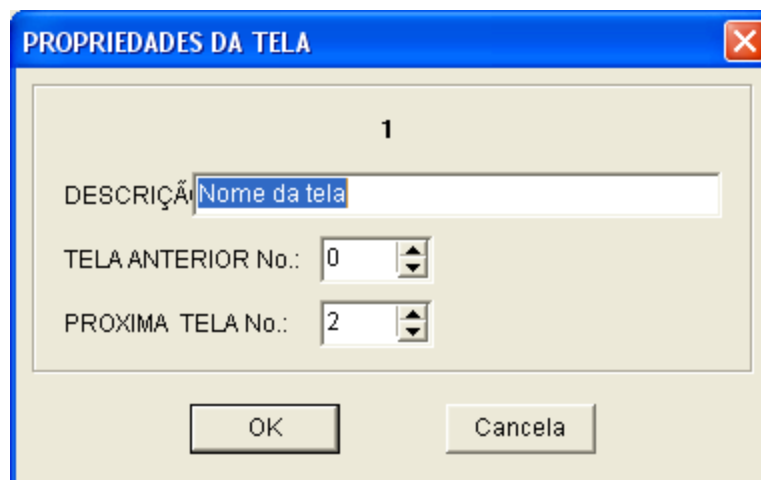 PROPRIEDADES DA TELA
1
DESCRIÇÃ Nome da tela
TELA ANTERIOR No.: 0
PROXIMA TELA No.: 2
OK Cancela